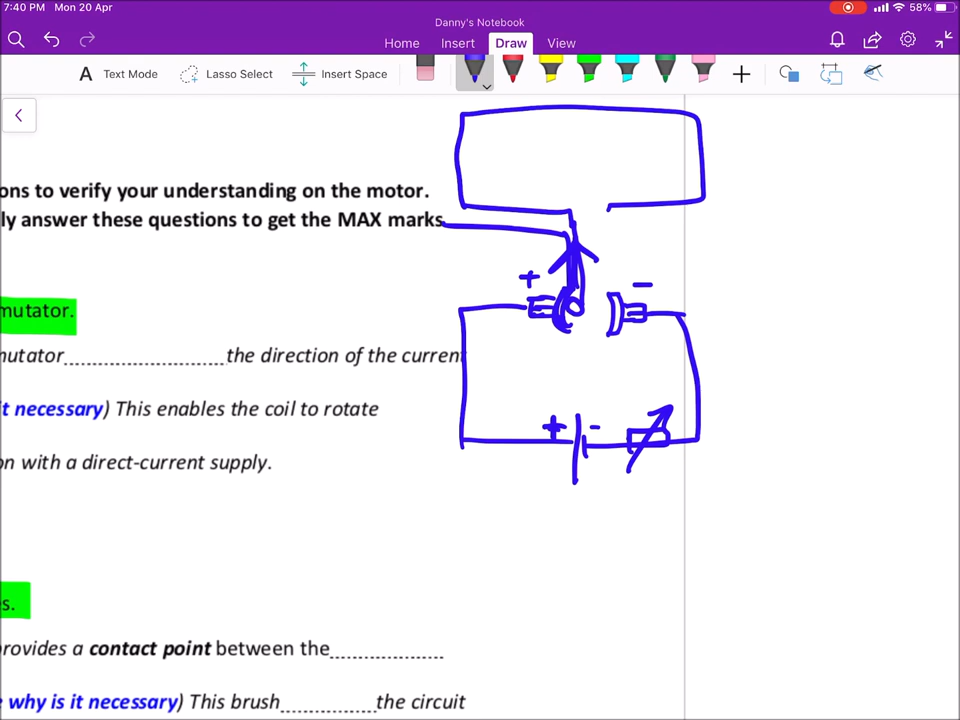 7:40 PM Mon 20 Apr
58%
Danny's Notebook
Home Insert Draw View
A Text Mode Lasso Select Insert Space
ons to verify your understanding on the motor.
ly answer these questions to get the MAX marks
+ -
mutator.
mutator........................the direction of the current
it necessary) This enables the coil to rotate
+ -
on with a direct-current supply.
s.
provides a contact point between the.................
why is it necessary) This brush..............the circuit